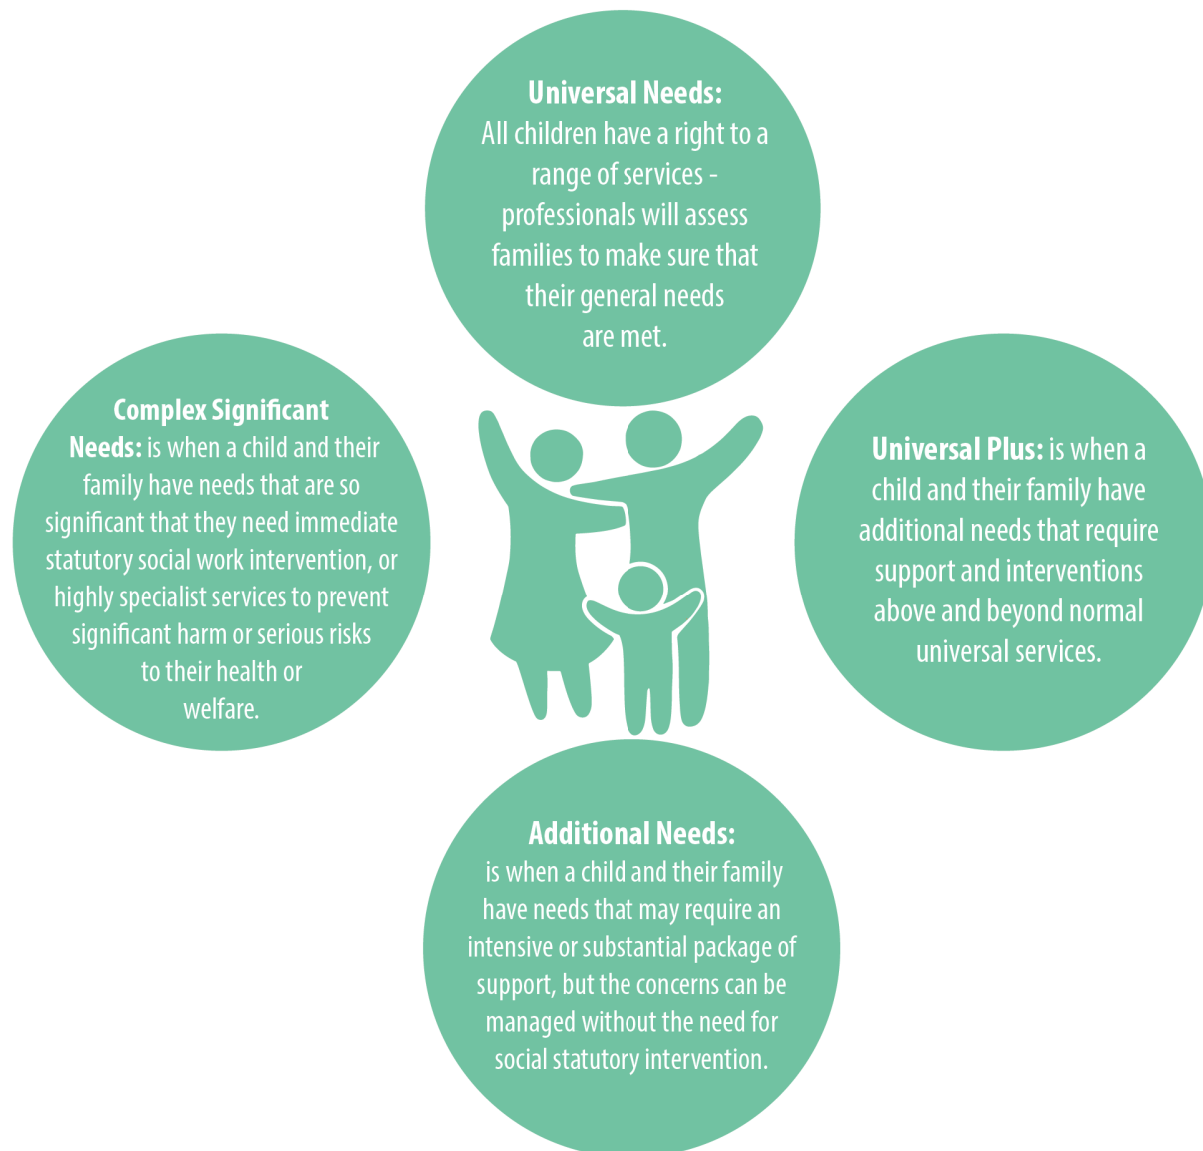 Universal Needs:
All children have a right to a
range of services -
professionals will assess
families to make sure that
their general needs
are met.
Complex Significant
Needs: is when a child and their
family have needs that are so
significant that they need immediate
statutory social work intervention, or
highly specialist services to prevent
significant harm or serious risks
to their health or
welfare.
Universal Plus: is when a
child and their family have
additional needs that require
support and interventions
above and beyond normal
universal services.
Additional Needs:
is when a child and their family
have needs that may require an
intensive or substantial package of
support, but the concerns can be
managed without the need for
social statutory intervention.